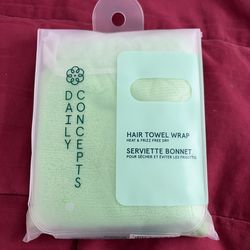 DAILY
CONCEPTS
HAIR TOWEL WRAP
HEAT & FRIZZ FREE DRY
SERVIETTE BONNET
POUR SÉCHER ET ÉVITER LES FRISOTTIS